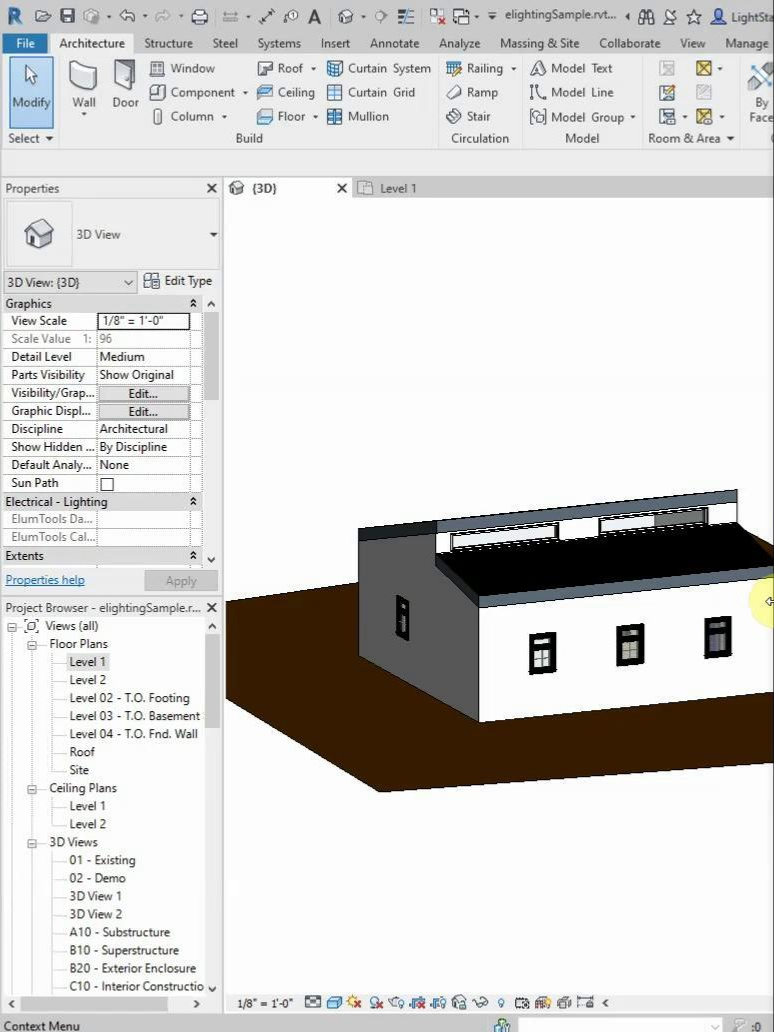 elightingSample.rvt... LightSta
File Architecture Structure Steel Systems Insert Annotate Analyze Massing & Site Collaborate View Manage
Modify
Wall
Door
Window
Component
Column
Roof
Ceiling
Floor
Curtain System
Curtain Grid
Mullion
Railing
Ramp
Stair
Model Text
Model Line
Model Group
By
Face
Select Build Circulation Model Room & Area
Properties
{3D} Level 1
3D View
3D View: {3D} Edit Type
Graphics
View Scale 1/8" = 1'-0"
Scale Value 1: 96
Detail Level Medium
Parts Visibility Show Original
Visibility/Grap... Edit...
Graphic Displ... Edit...
Discipline Architectural
Show Hidden ... By Discipline
Default Analy... None
Sun Path
Electrical - Lighting
ElumTools Da...
ElumTools Cal...
Extents
Properties help Apply
Project Browser - elightingSample.r...
Views (all)
Floor Plans
Level 1
Level 2
Level 02 - T.O. Footing
Level 03 - T.O. Basement
Level 04 - T.O. Fnd. Wall
Roof
Site
Ceiling Plans
Level 1
Level 2
3D Views
01 - Existing
02 - Demo
3D View 1
3D View 2
A10 - Substructure
B10 - Superstructure
B20 - Exterior Enclosure
C10 - Interior Constructio
1/8" = 1'-0"
Context Menu :0